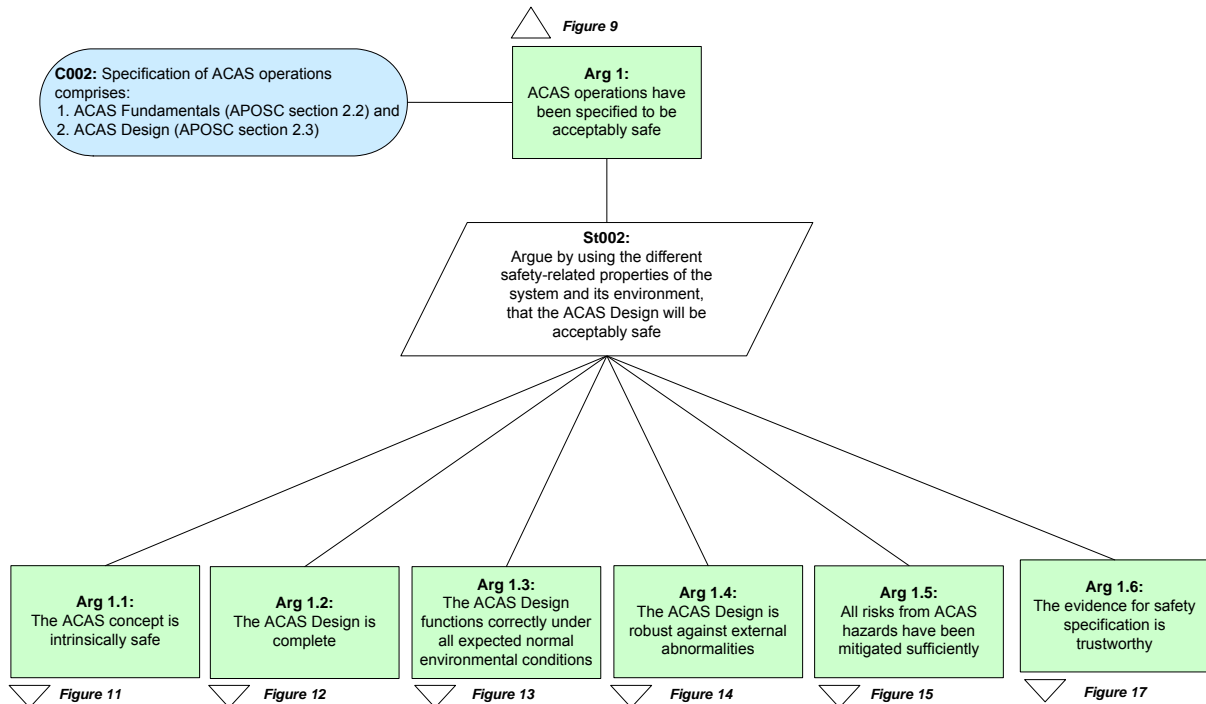 Figure 9
C002: Specification of ACAS operations
comprises:
1. ACAS Fundamentals (APOSC section 2.2) and
2. ACAS Design (APOSC section 2.3)
Arg 1:
ACAS operations have
been specified to be
acceptably safe
St002:
Argue by using the different
safety-related properties of the
system and its environment,
that the ACAS Design will be
acceptably safe
Arg 1.1:
The ACAS concept is
intrinsically safe
Arg 1.2:
The ACAS Design is
complete
Arg 1.3:
The ACAS Design
functions correctly under
all expected normal
environmental conditions
Arg 1.4:
The ACAS Design is
robust against external
abnormalities
Arg 1.5:
All risks from ACAS
hazards have been
mitigated sufficiently
Arg 1.6:
The evidence for safety
specification is
trustworthy
Figure 11
Figure 12
Figure 13
Figure 14
Figure 15
Figure 17